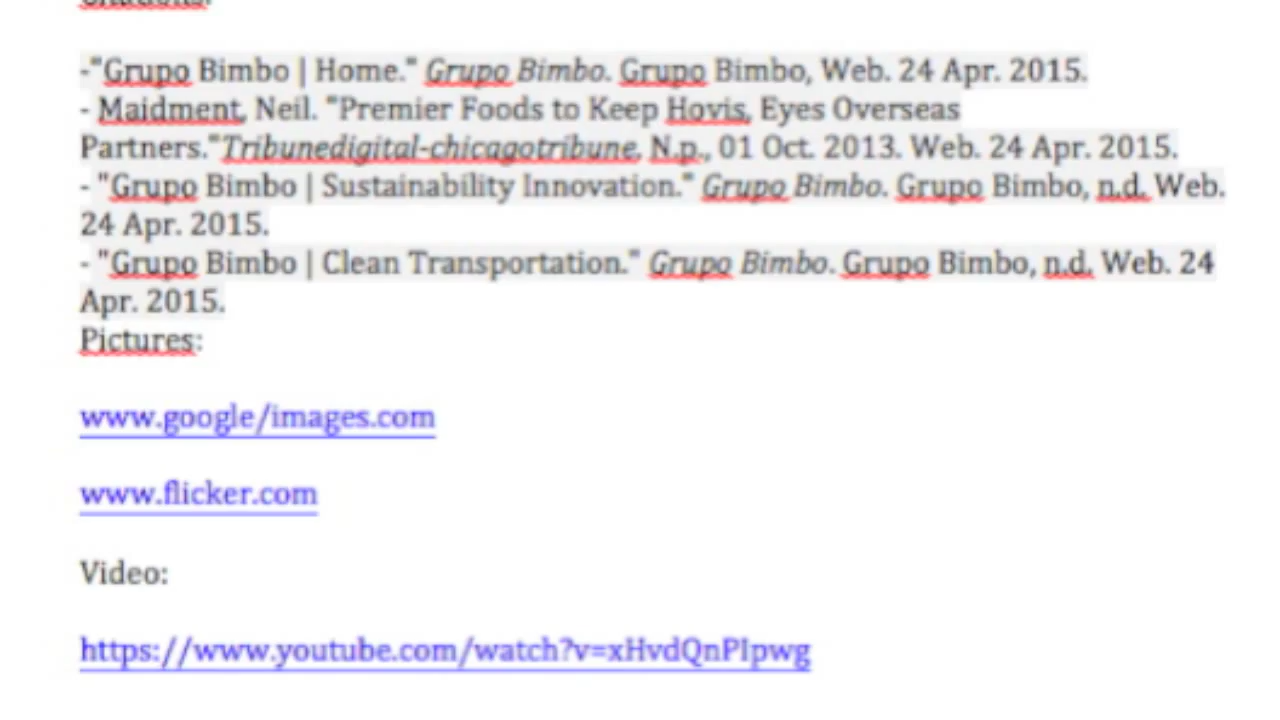 Citations:
-"Grupo Bimbo | Home." Grupo Bimbo. Grupo Bimbo, Web. 24 Apr. 2015.
- Maidment, Neil. "Premier Foods to Keep Hovis, Eyes Overseas
Partners."Tribunedigital-chicagotribune. N.p., 01 Oct. 2013. Web. 24 Apr. 2015.
- "Grupo Bimbo | Sustainability Innovation." Grupo Bimbo. Grupo Bimbo, n.d. Web.
24 Apr. 2015.
- "Grupo Bimbo | Clean Transportation." Grupo Bimbo. Grupo Bimbo, n.d. Web. 24
Apr. 2015.
Pictures:
www.google/images.com
www.flicker.com
Video:
https://www.youtube.com/watch?v=xHvdQnPIpwg